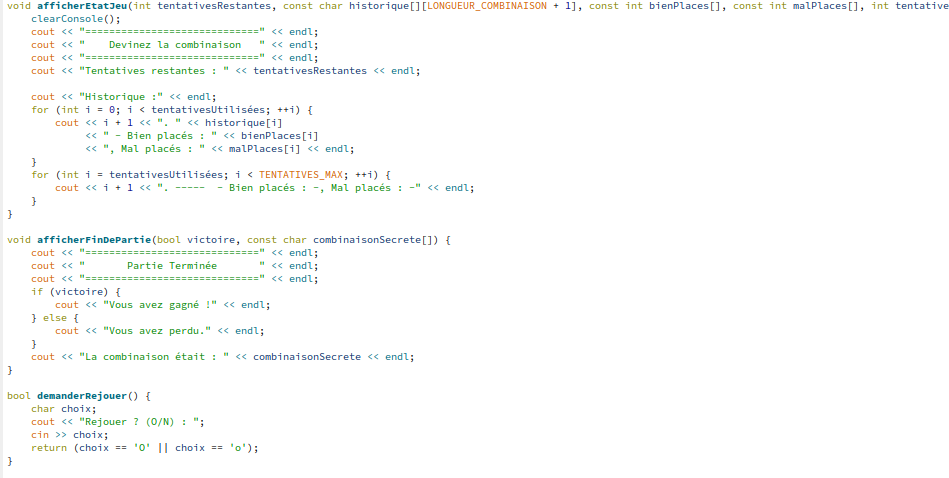 void afficherEtatJeu(int tentativesRestantes, const char historique[][LONGUEUR_COMBINAISON + 1], const int bienPlaces[], const int malPlaces[], int tentative
    clearConsole();
    cout << "=============================" << endl;
    cout << "    Devinez la combinaison   " << endl;
    cout << "=============================" << endl;
    cout << "Tentatives restantes : " << tentativesRestantes << endl;

    cout << "Historique :" << endl;
    for (int i = 0; i < tentativesUtilisées; ++i) {
        cout << i + 1 << ". " << historique[i]
             << " - Bien placés : " << bienPlaces[i]
             << ", Mal placés : " << malPlaces[i] << endl;
    }
    for (int i = tentativesUtilisées; i < TENTATIVES_MAX; ++i) {
        cout << i + 1 << ". -----  - Bien placés : -, Mal placés : -" << endl;
    }
}

void afficherFinDePartie(bool victoire, const char combinaisonSecrete[]) {
    cout << "=============================" << endl;
    cout << "       Partie Terminée       " << endl;
    cout << "=============================" << endl;
    if (victoire) {
        cout << "Vous avez gagné !" << endl;
    } else {
        cout << "Vous avez perdu." << endl;
    }
    cout << "La combinaison était : " << combinaisonSecrete << endl;
}

bool demanderRejouer() {
    char choix;
    cout << "Rejouer ? (O/N) : ";
    cin >> choix;
    return (choix == 'O' || choix == 'o');
}